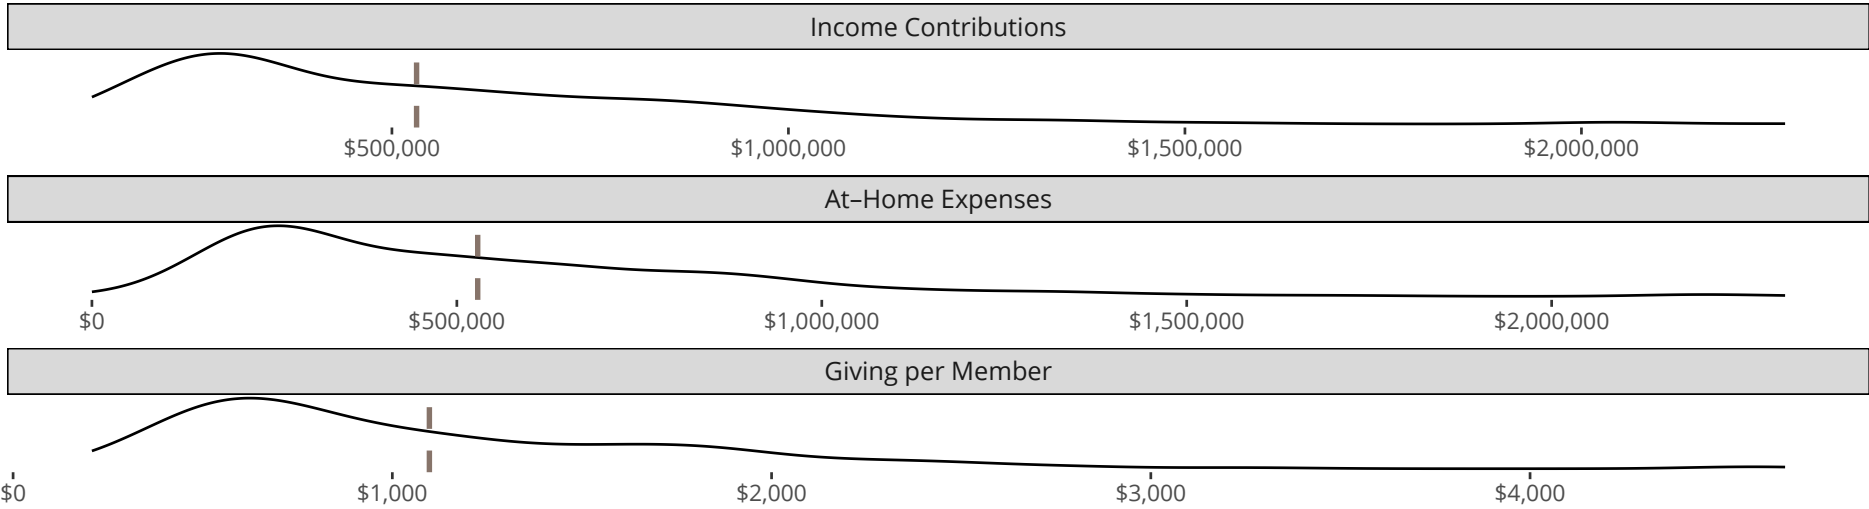 Income Contributions
$500,000 $1,000,000 $1,500,000 $2,000,000
At–Home Expenses
$0 $500,000 $1,000,000 $1,500,000 $2,000,000
Giving per Member
$0 $1,000 $2,000 $3,000 $4,000